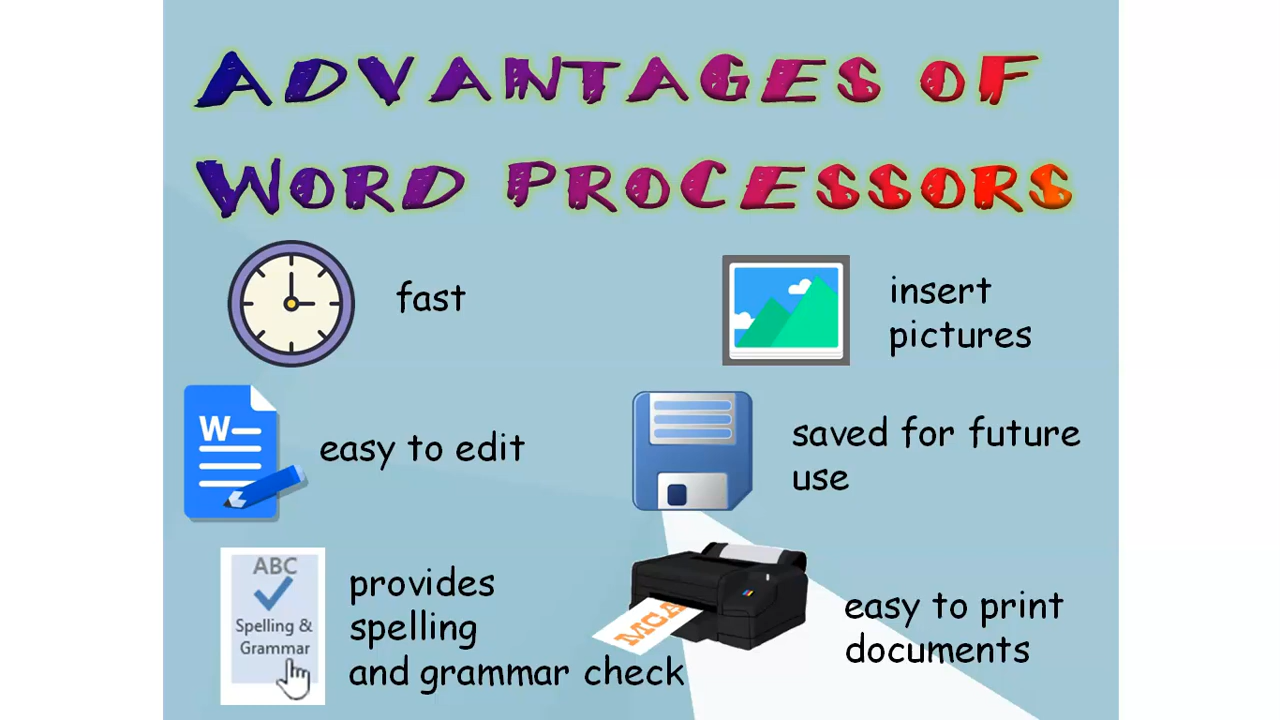 ADVANTAGES OF
WORD PROCESSORS
fast
insert
pictures
W
easy to edit
saved for future
use
ABC
Spelling &
Grammar
provides
spelling
and grammar check
MCA
easy to print
documents